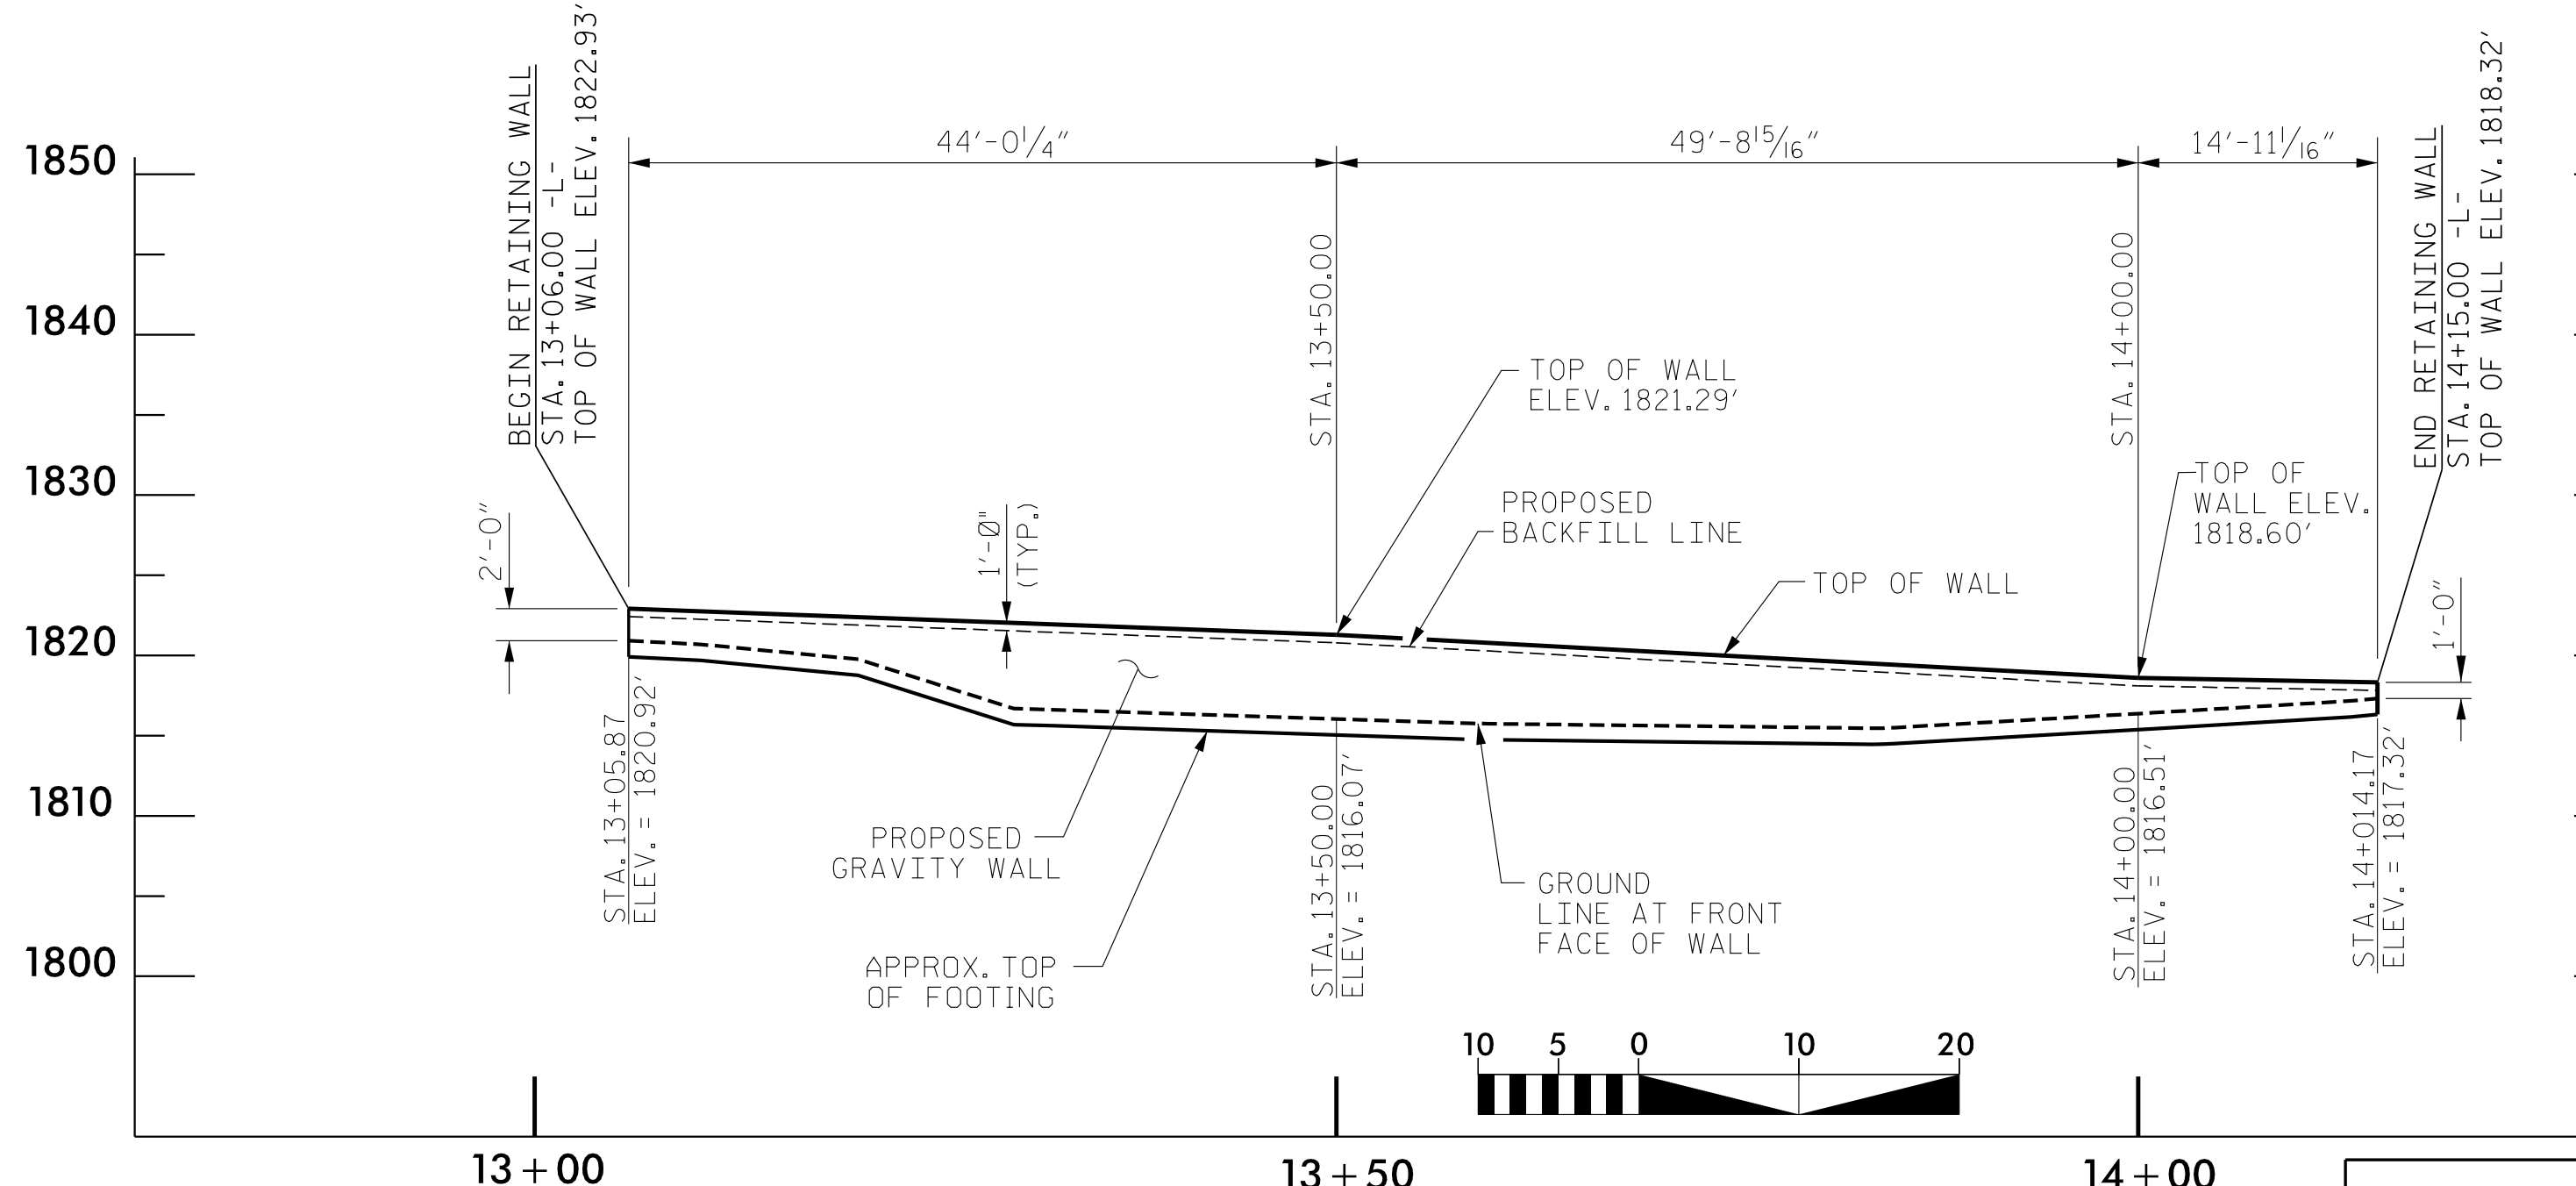 BEGIN RETAINING WALL
STA. 13+06.00 -L-
TOP OF WALL ELEV. 1822.93'
44'-0 1/4"
49'-8 15/16"
14'-11 1/16"
END RETAINING WALL
STA. 14+15.00 -L-
TOP OF WALL ELEV. 1818.32'
1850
1840
1830
1820
1810
1800
STA. 13+50.00
STA. 14+00.00
TOP OF WALL
ELEV. 1821.29'
PROPOSED
BACKFILL LINE
TOP OF WALL
TOP OF
WALL ELEV.
1818.60'
2'-0"
1'-0"
(TYP.)
1'-0"
STA. 13+05.87
ELEV. = 1820.92'
PROPOSED
GRAVITY WALL
APPROX. TOP
OF FOOTING
STA. 13+50.00
ELEV. = 1816.07'
GROUND
LINE AT FRONT
FACE OF WALL
STA. 14+00.00
ELEV. = 1816.51'
STA. 14+014.17
ELEV. = 1817.32'
10 5 0 10 20
13+00
13+50
14+00